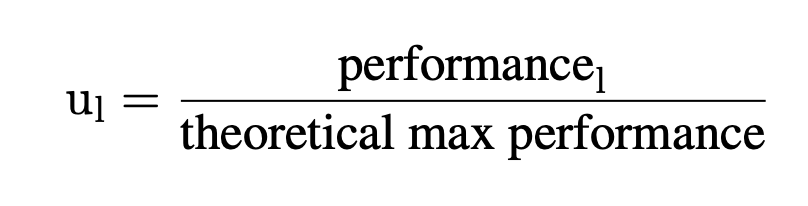 u_l = performance_l / theoretical max performance